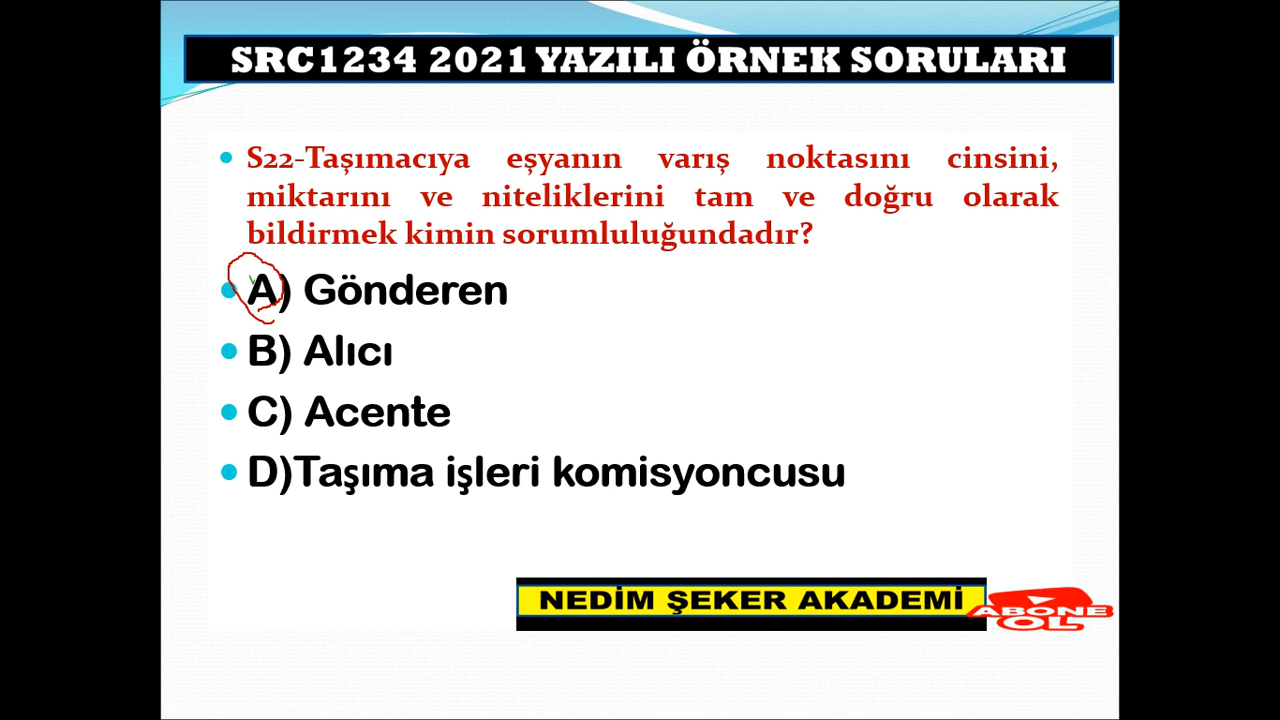 SRC1234 2021 YAZILI ÖRNEK SORULARI
S22-Taşımacıya eşyanın varış noktasını cinsini,
miktarını ve niteliklerini tam ve doğru olarak
bildirmek kimin sorumluluğundadır?
A) Gönderen
B) Alıcı
C) Acente
D)Taşıma işleri komisyoncusu
NEDİM ŞEKER AKADEMİ
ABONE
OL